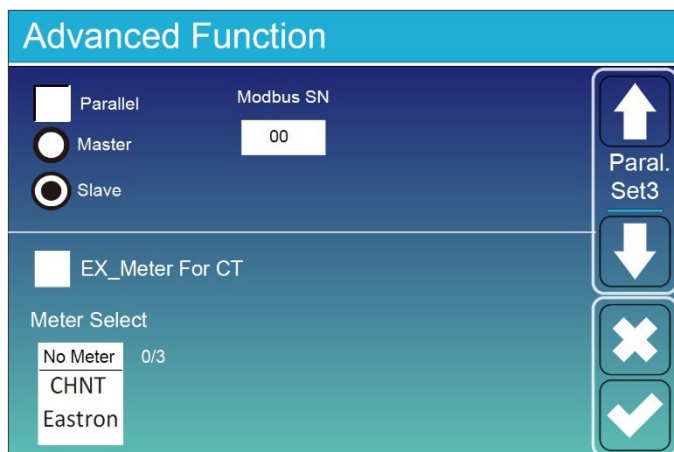 Advanced Function
Parallel
Modbus SN
Master
00
Slave
Paral.
Set3
EX_Meter For CT
Meter Select
No Meter
0/3
CHNT
Eastron